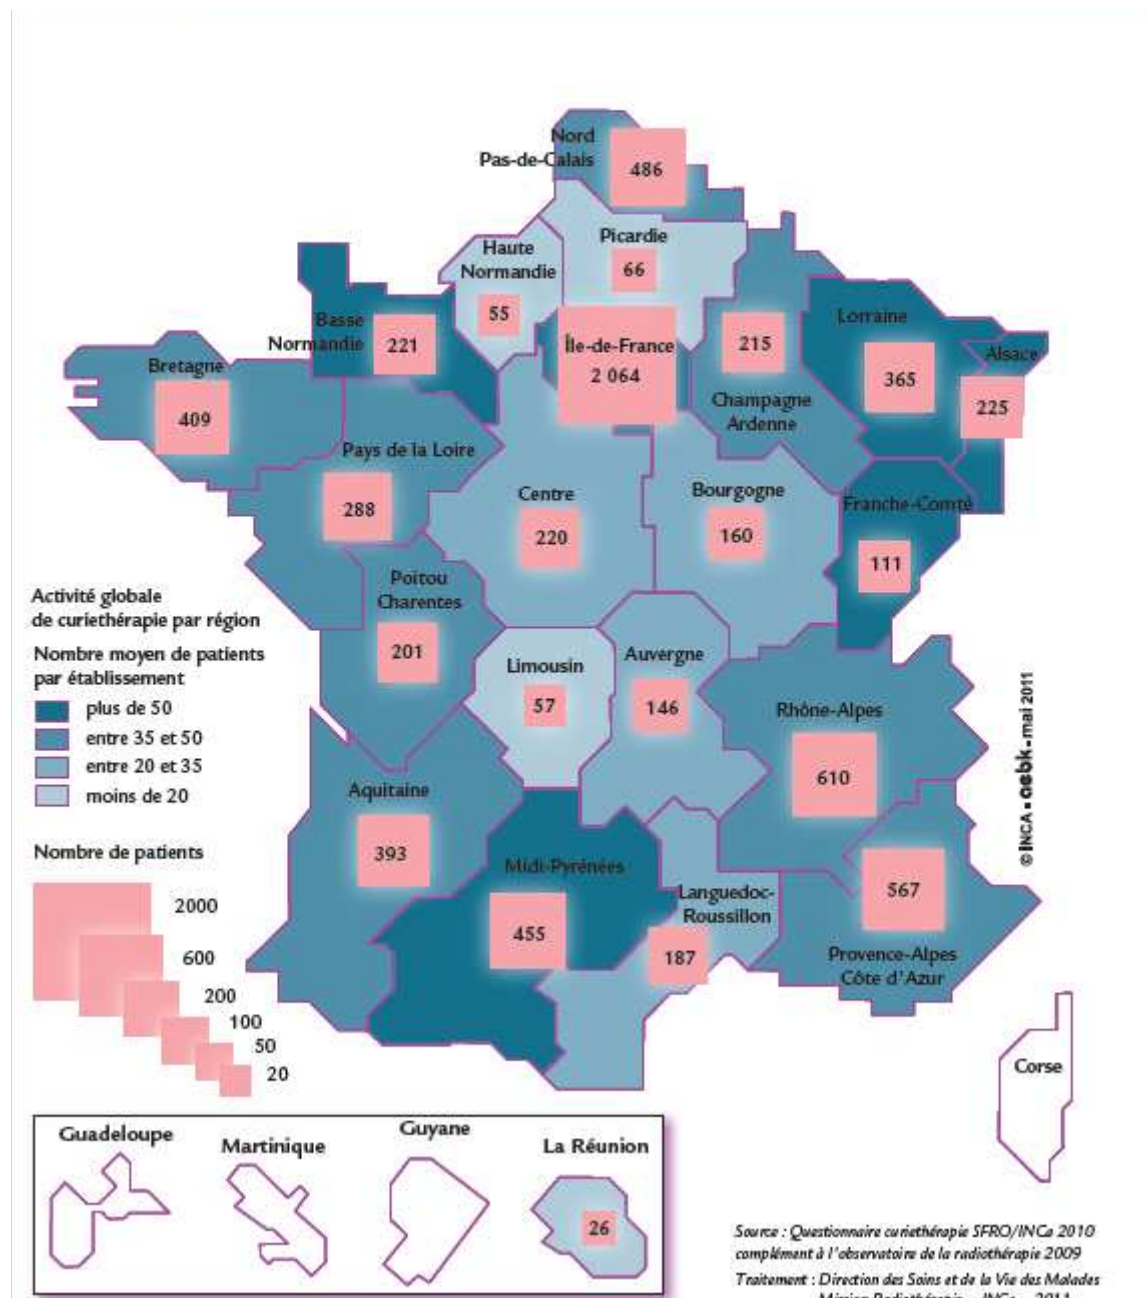 Nord
Pas-de-Calais
486
Picardie
66
Haute
Normandie
55
Basse
Normandie
221
Île-de-France
2 064
215
Champagne
Ardenne
Lorraine
365
Alsace
225
Bretagne
409
Pays de la Loire
288
Centre
220
Bourgogne
160
Franche-Comté
111
Poitou
Charentes
201
Limousin
57
Auvergne
146
Rhône-Alpes
610
Aquitaine
393
Midi-Pyrénées
455
Languedoc-
Roussillon
187
567
Provence-Alpes
Côte d'Azur
Corse
Activité globale
de curiethérapie par région
Nombre moyen de patients
par établissement
plus de 50
entre 35 et 50
entre 20 et 35
moins de 20
Nombre de patients
2000
600
200
100
50
20
© INCA • aebk - mai 2011
Guadeloupe
Martinique
Guyane
La Réunion
26
Source : Questionnaire curiethérapie SFRO/INCa 2010
complément à l'observatoire de la radiothérapie 2009
Traitement : Direction des Soins et de la Vie des Malades
Mission Radiothérapie - INCa - 2011